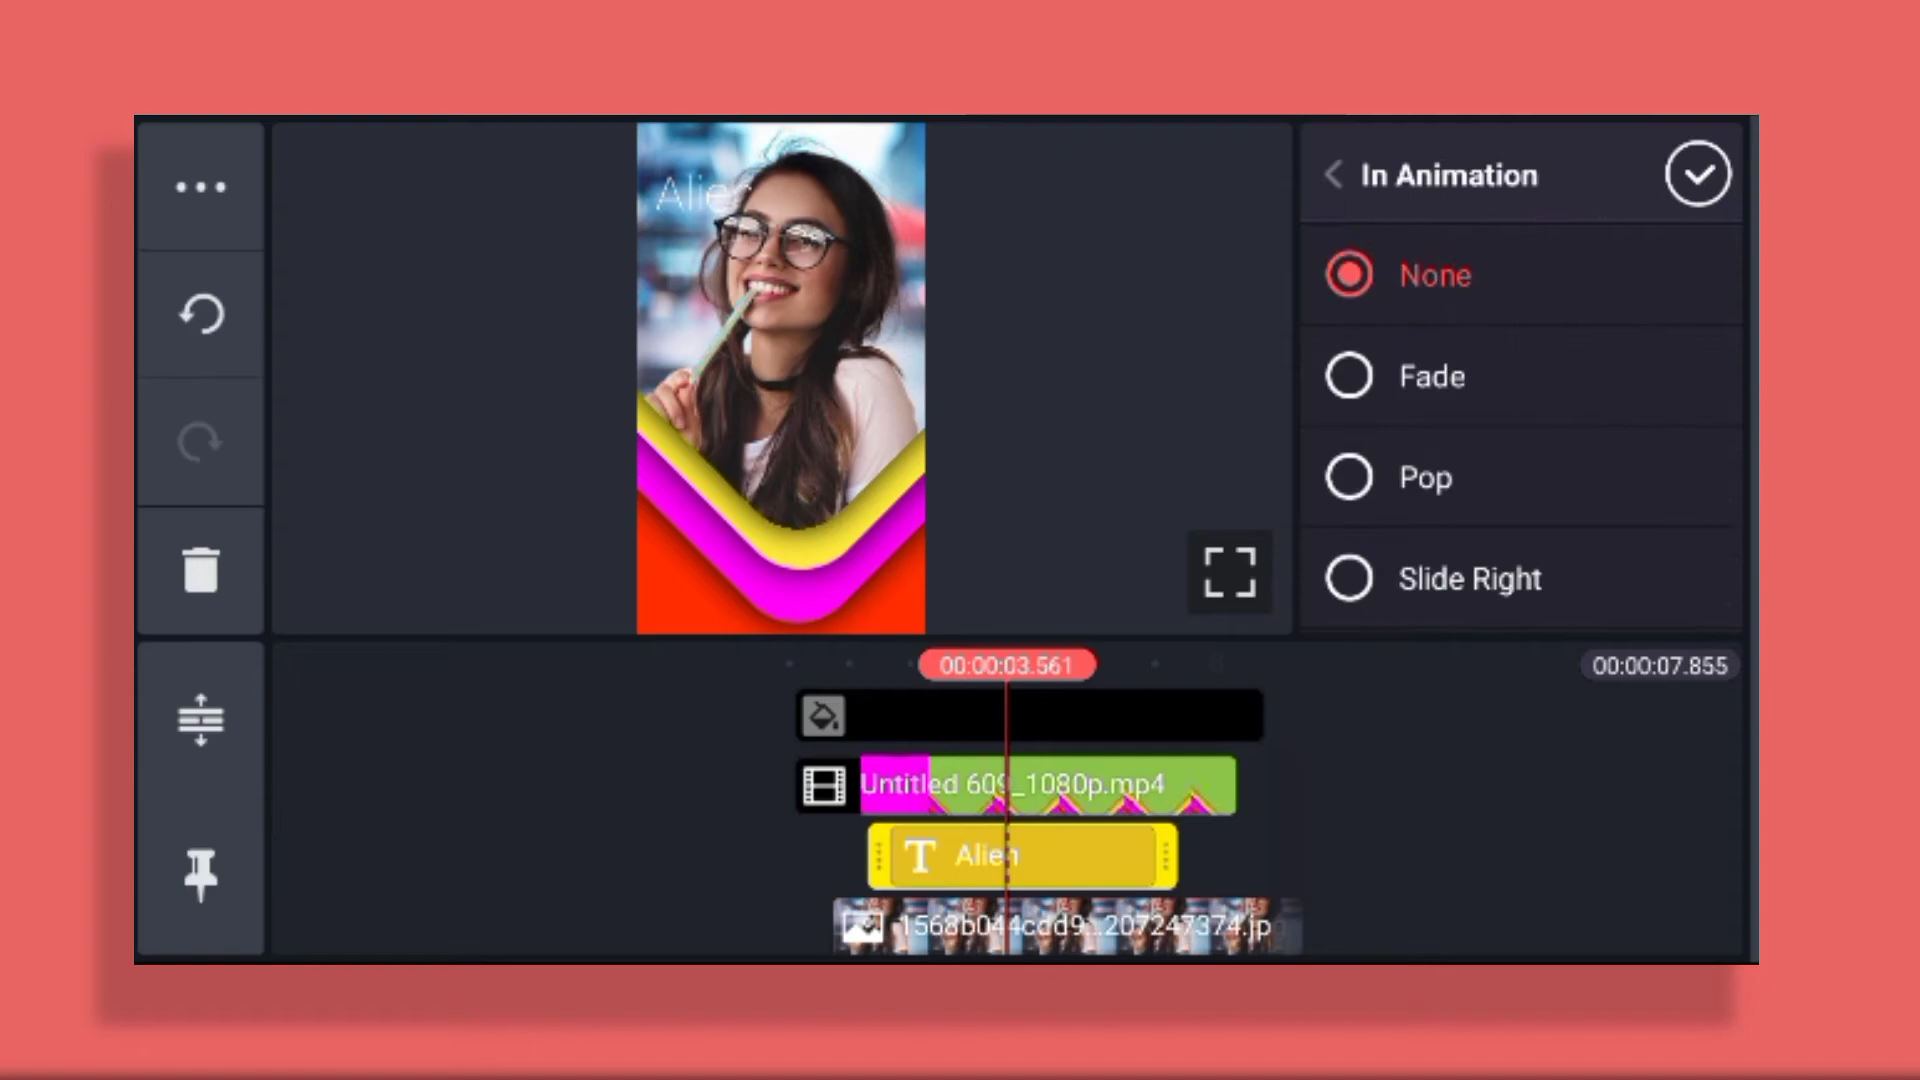 In Animation
Alien
None
Fade
Pop
Slide Right
00:00:03.561
00:00:07.855
Untitled 609_1080p.mp4
T Alien
1568b044cdd9...207247374.jp